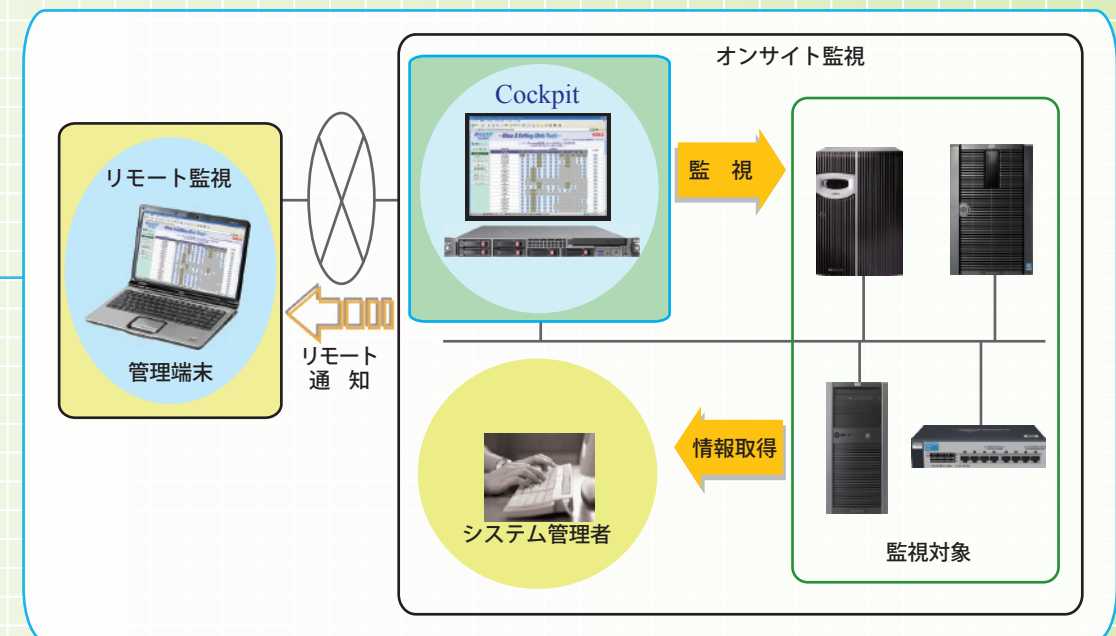 オンサイト監視
Cockpit
リモート監視
監　視
管理端末
リモート
通　知
情報取得
システム管理者
監視対象